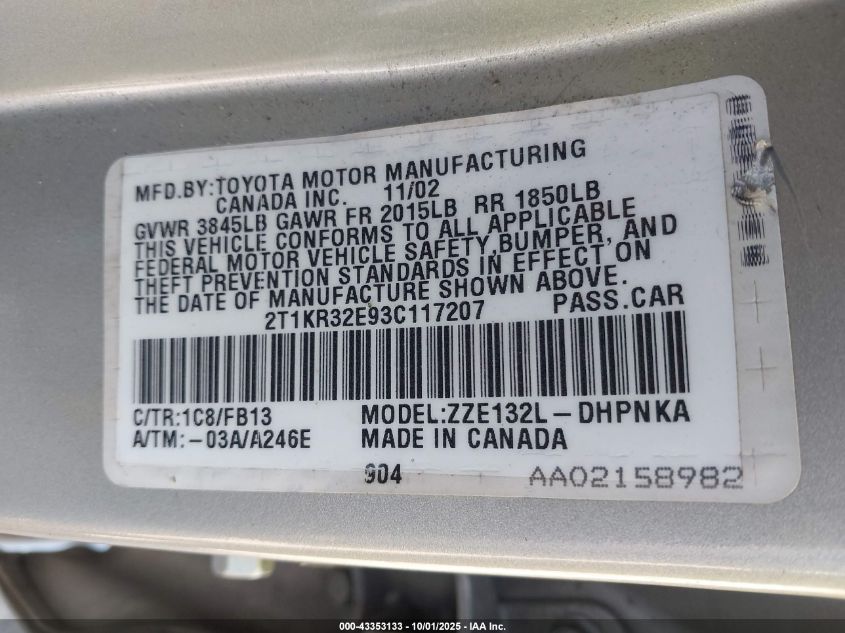 MFD.BY:TOYOTA MOTOR MANUFACTURING
CANADA INC. 11/02
GVWR 3845LB GAWR FR 2015LB RR 1850LB
THIS VEHICLE CONFORMS TO ALL APPLICABLE
FEDERAL MOTOR VEHICLE SAFETY,BUMPER, AND
THEFT PREVENTION STANDARDS IN EFFECT ON
THE DATE OF MANUFACTURE SHOWN ABOVE.
2T1KR32E93C117207 PASS.CAR
C/TR:1C8/FB13 MODEL:ZZE132L-DHPNKA
A/TM:-03A/A246E MADE IN CANADA
904 AA02158982
000-43353133 - 10/01/2025 - IAA Inc.